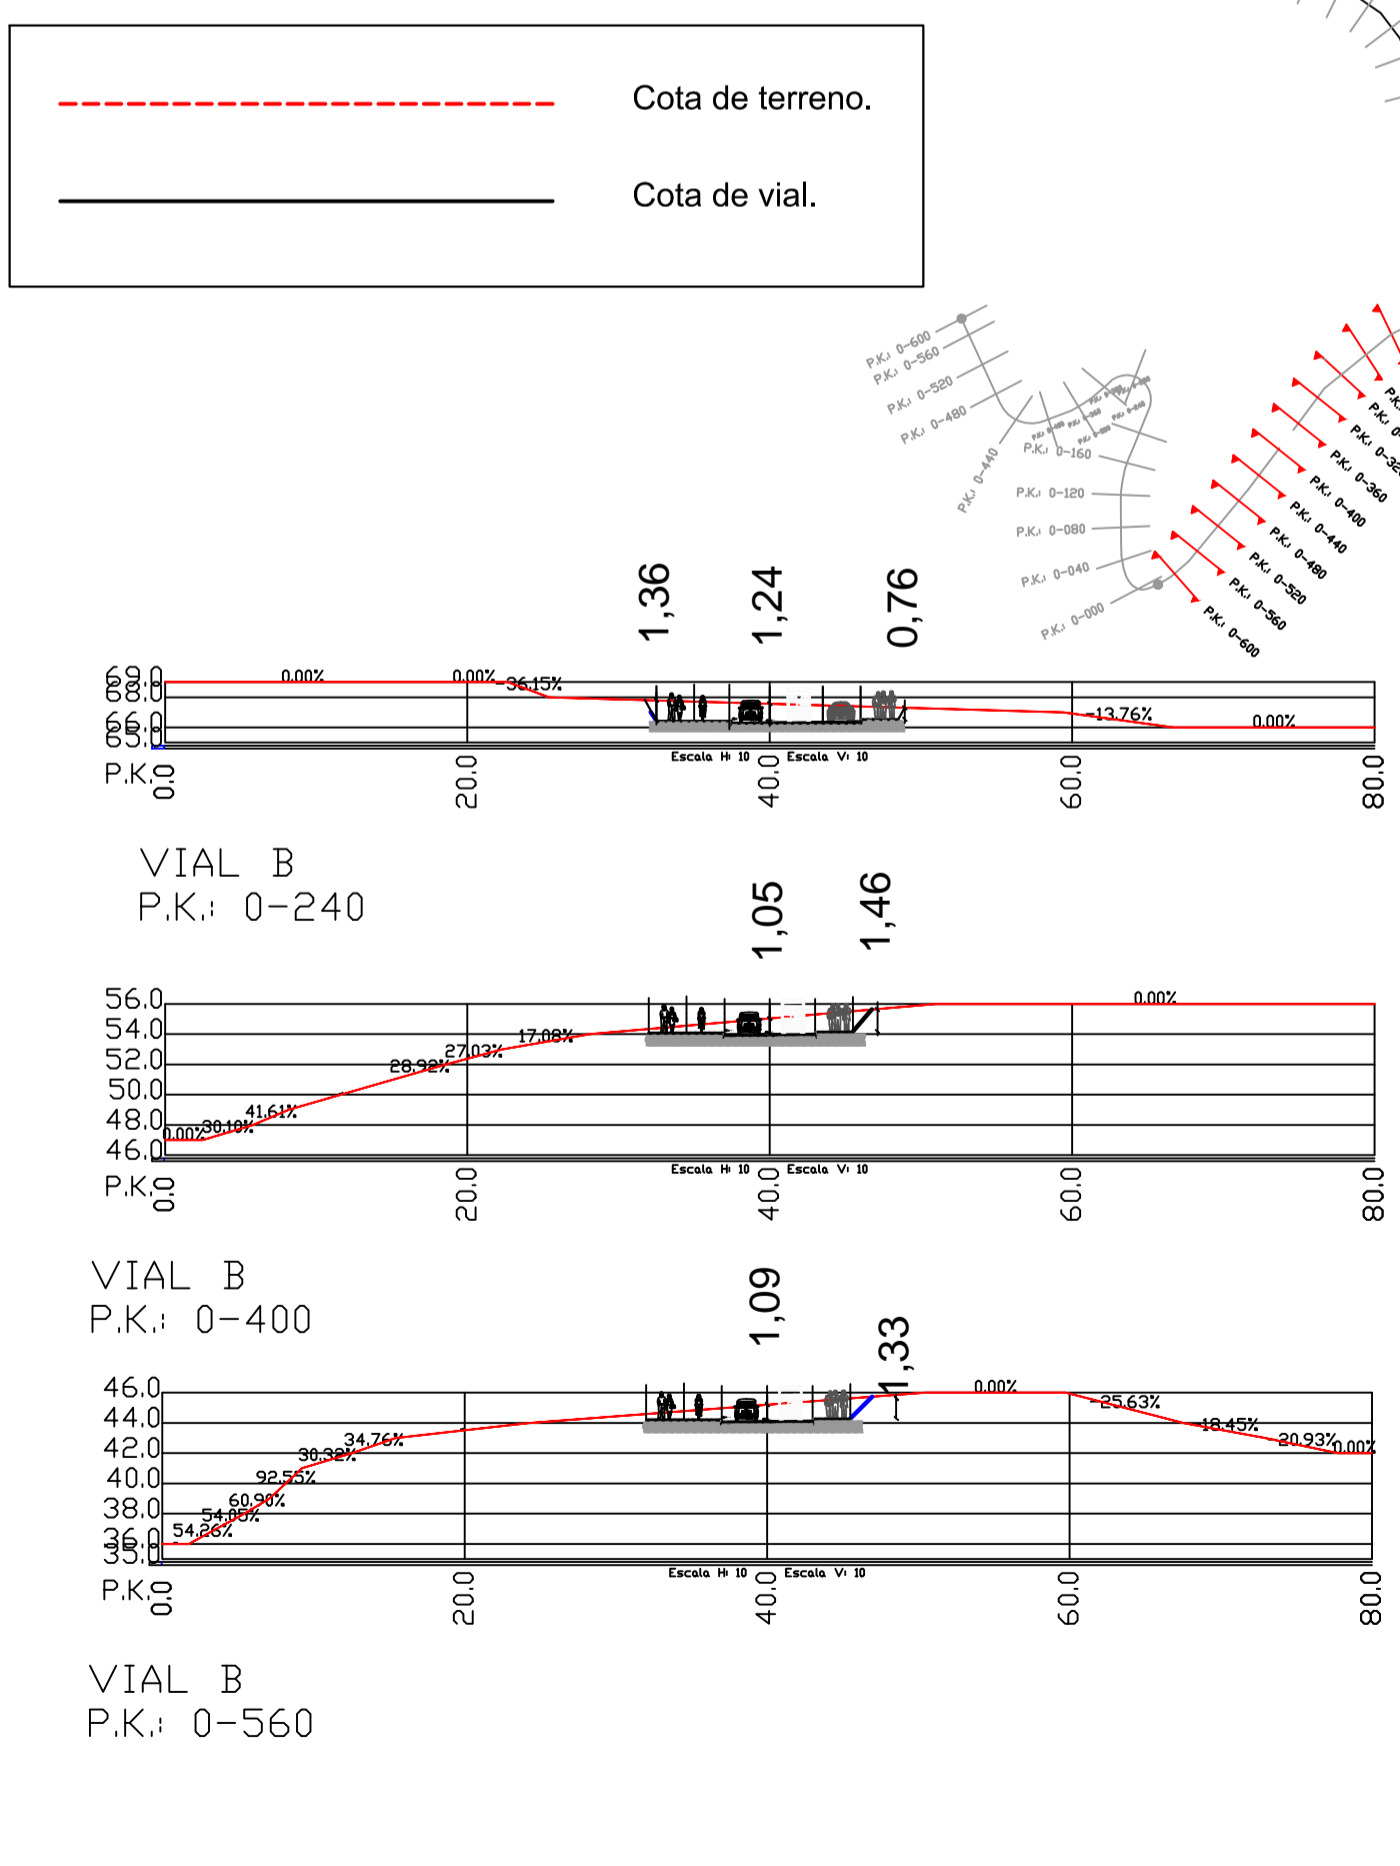 Cota de terreno.
Cota de vial.
P.K.: 0-600
P.K.: 0-560
P.K.: 0-520
P.K.: 0-480
P.K.: 0-440
P.K.: 0-160
P.K.: 0-120
P.K.: 0-080
P.K.: 0-040
P.K.: 0-000
P.K.: 0-360
P.K.: 0-400
P.K.: 0-440
P.K.: 0-480
P.K.: 0-520
P.K.: 0-560
P.K.: 0-600
1,36
1,24
0,76
69.0
68.0
66.0
65.0
0.00%
0.00%
-36.15%
-13.76%
0.00%
Escala H: 10
Escala V: 10
P.K.
0.0
20.0
40.0
60.0
80.0
VIAL B
P.K.: 0-240
1,05
1,46
56.0
54.0
52.0
50.0
48.0
46.0
0.00%
30.10%
41.61%
28.92%
27.03%
17.08%
0.00%
Escala H: 10
Escala V: 10
P.K.
0.0
20.0
40.0
60.0
80.0
VIAL B
P.K.: 0-400
1,09
1,33
46.0
44.0
42.0
40.0
38.0
36.0
35.0
54.26%
54.05%
60.90%
92.55%
30.32%
34.76%
0.00%
-25.63%
-18.45%
20.93%
0.00%
Escala H: 10
Escala V: 10
P.K.
0.0
20.0
40.0
60.0
80.0
VIAL B
P.K.: 0-560